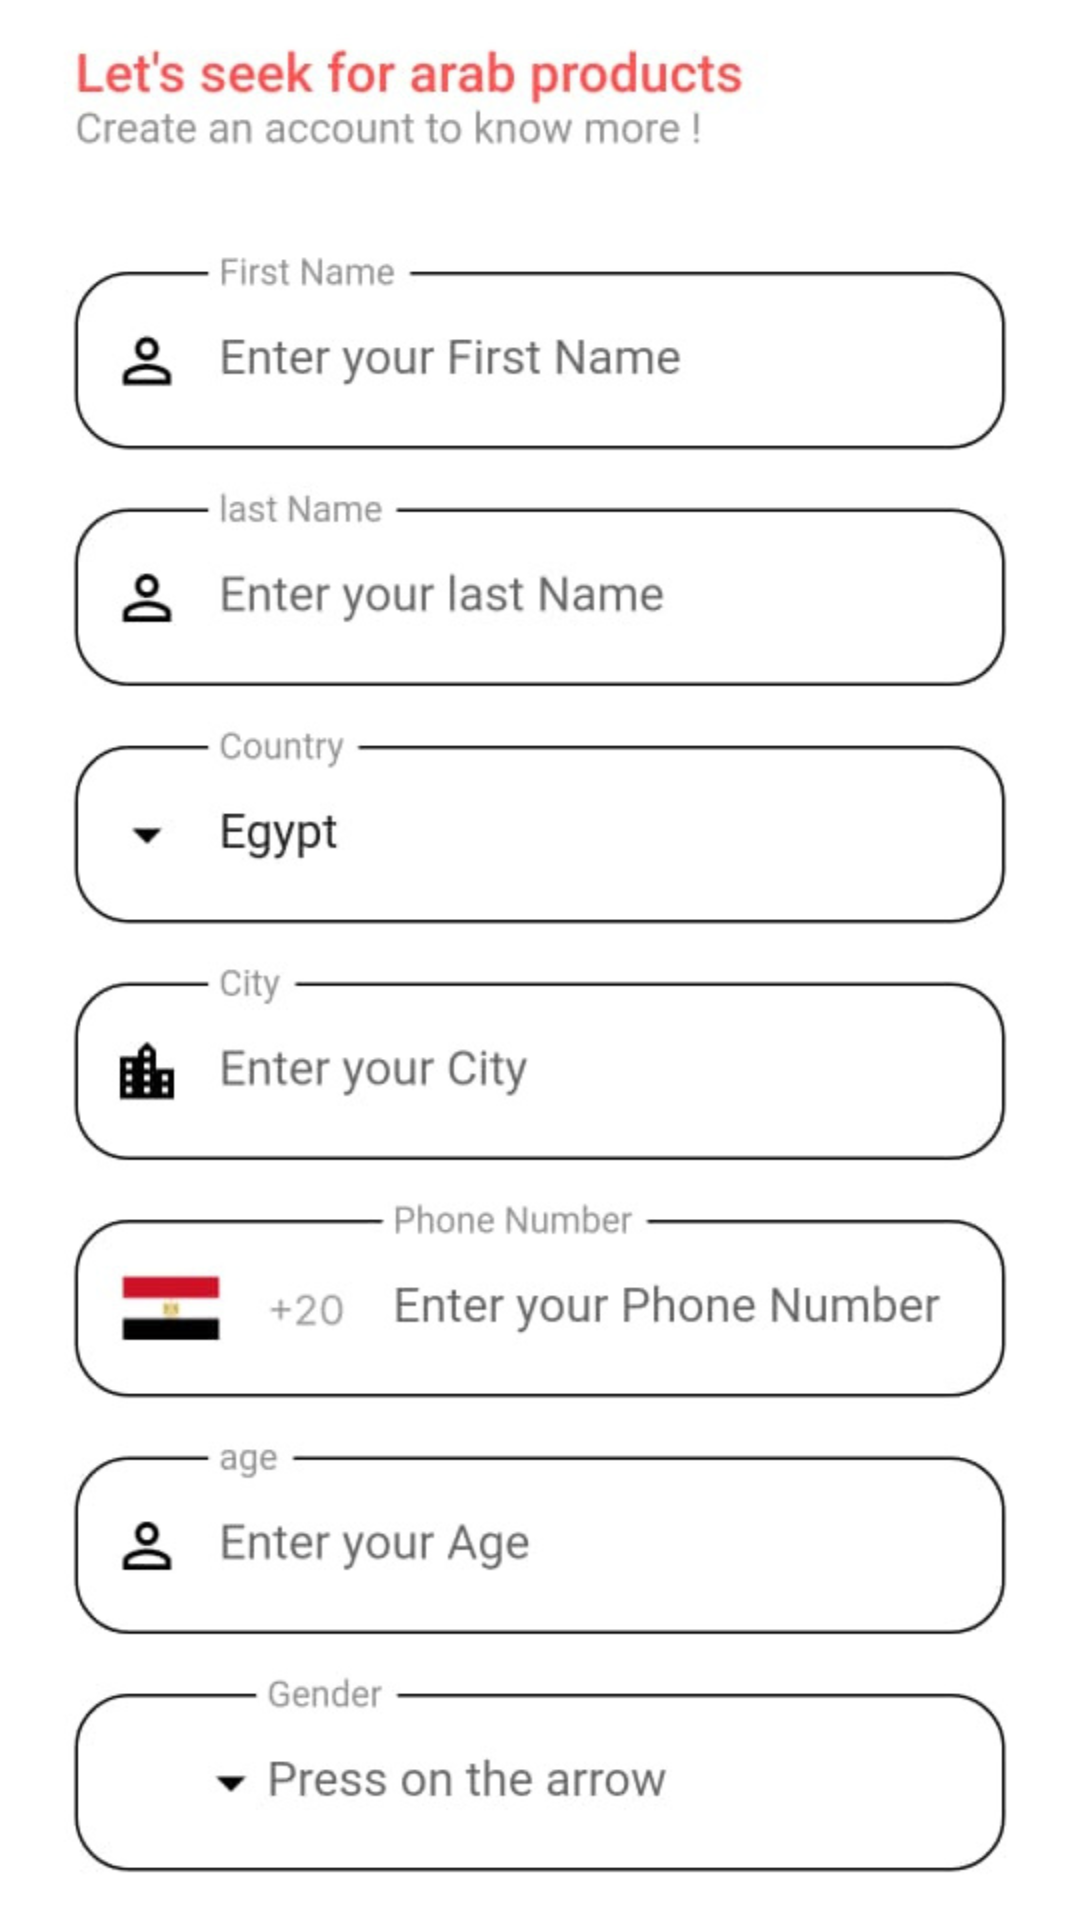 Let's seek for arab products
Create an account to know more !
First Name
Enter your First Name
last Name
Enter your last Name
Country
Egypt
City
Enter your City
Phone Number
+20 Enter your Phone Number
age
Enter your Age
Gender
Press on the arrow